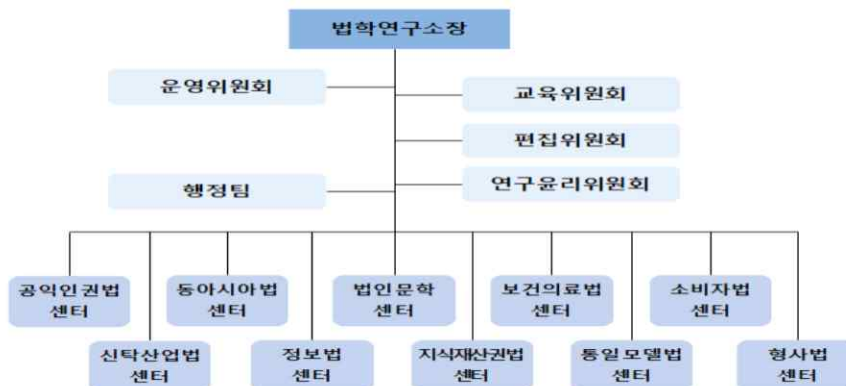 법학연구소장
운영위원회
교육위원회
편집위원회
행정팀
연구윤리위원회
공익인권법
센터
동아시아법
센터
법인문학
센터
보건의료법
센터
소비자법
센터
신탁산업법
센터
정보법
센터
지식재산권법
센터
통일모델법
센터
형사법
센터